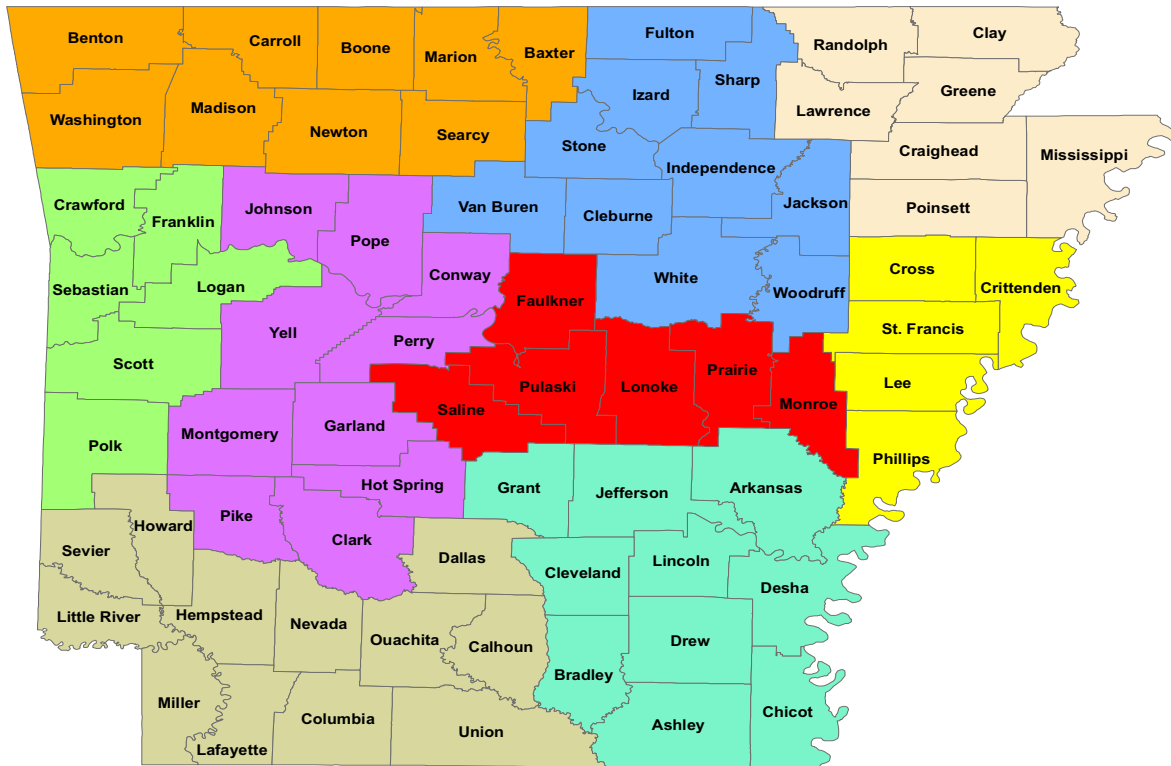 Benton
Carroll
Boone
Marion
Baxter
Fulton
Randolph
Clay
Sharp
Izard
Greene
Lawrence
Washington
Madison
Newton
Searcy
Stone
Independence
Craighead
Mississippi
Crawford
Franklin
Johnson
Pope
Van Buren
Cleburne
Jackson
Poinsett
Conway
Cross
Sebastian
Logan
Faulkner
White
Woodruff
Crittenden
Yell
Perry
St. Francis
Scott
Saline
Pulaski
Lonoke
Prairie
Monroe
Lee
Polk
Montgomery
Garland
Hot Spring
Phillips
Grant
Jefferson
Arkansas
Howard
Pike
Clark
Sevier
Dallas
Cleveland
Lincoln
Desha
Little River
Hempstead
Nevada
Ouachita
Calhoun
Drew
Bradley
Miller
Lafayette
Columbia
Union
Ashley
Chicot